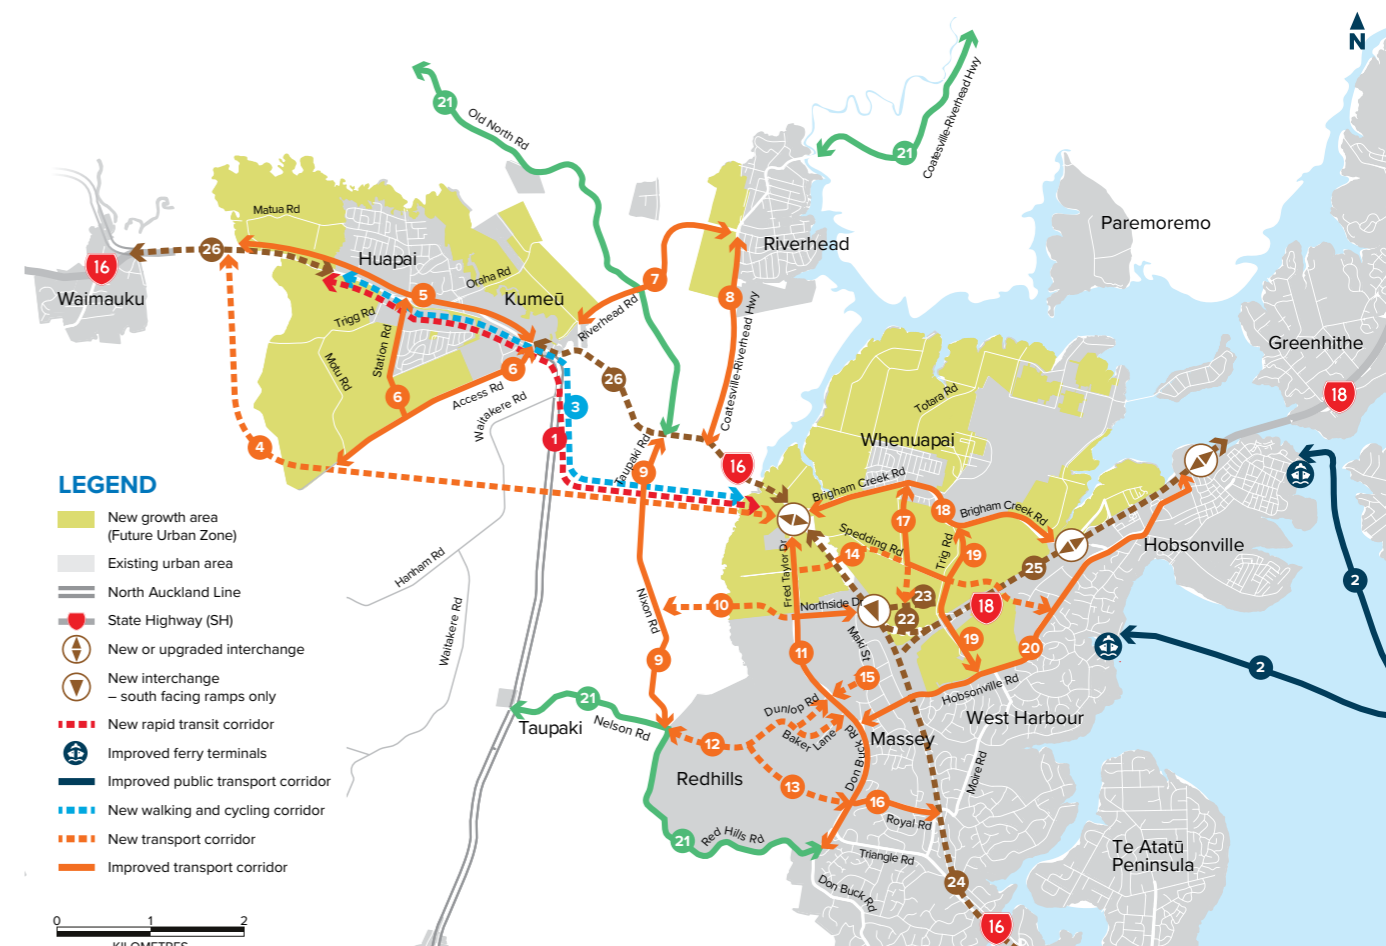 N
21
Old North Rd
21
Coatesville-Riverhead Hwy
Matua Rd
26
16
Waimauku
Huapai
5
Oraha Rd
Kumeū
7
Riverhead Rd
Riverhead
8
Coatesville-Riverhead Hwy
Paremoremo
Greenhithe
18
Trigg Rd
Station Rd
Motu Rd
6
6
Access Rd
Waitakere Rd
26
3
1
4
Taupaki Rd
9
16
Totara Rd
Whenuapai
Brigham Creek Rd
18
Brigham Creek Rd
17
Spedding Rd
14
Trig Rd
19
25
Hobsonville
2
Fred Taylor Dr
Hanham Rd
Waitakere Rd
Nixon Rd
10
Northside Dr
23
22
18
19
20
2
Maki St
9
11
15
Hobsonville Rd
West Harbour
Dunlop Rd
Baker Lane
Massey
Don Buck Rd
21
Nelson Rd
Taupaki
12
Redhills
13
16
Royal Rd
Moire Rd
21
Red Hills Rd
Triangle Rd
Don Buck Rd
24
16
Te Atatū
Peninsula
LEGEND
New growth area
(Future Urban Zone)
Existing urban area
North Auckland Line
State Highway (SH)
New or upgraded interchange
New interchange
– south facing ramps only
New rapid transit corridor
Improved ferry terminals
Improved public transport corridor
New walking and cycling corridor
New transport corridor
Improved transport corridor
0 1 2
KILOMETRES